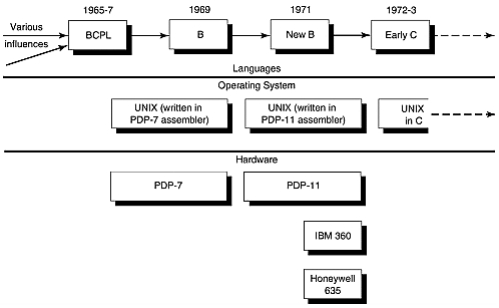 1965-7
1969
1971
1972-3
Various
influences
BCPL
B
New B
Early C
Languages
Operating System
UNIX (written in
PDP-7 assembler)
UNIX (written in
PDP-11 assembler)
UNIX
in C
Hardware
PDP-7
PDP-11
IBM 360
Honeywell
635